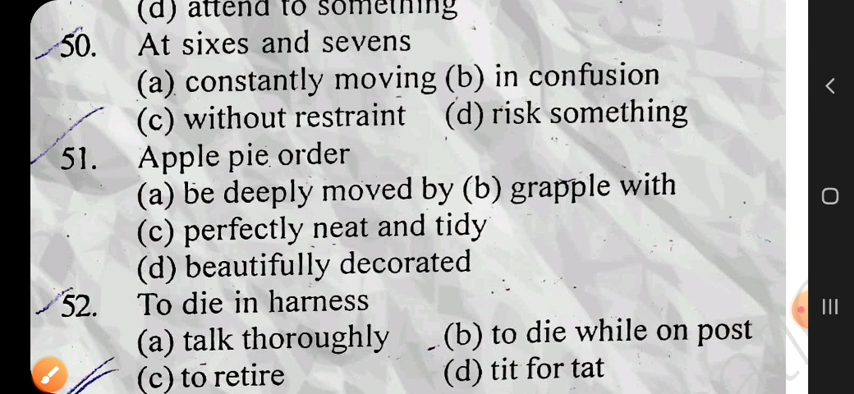 (d) attend to something
50. At sixes and sevens
(a) constantly moving (b) in confusion
(c) without restraint (d) risk something
51. Apple pie order
(a) be deeply moved by (b) grapple with
(c) perfectly neat and tidy
(d) beautifully decorated
52. To die in harness
(a) talk thoroughly (b) to die while on post
(c) to retire (d) tit for tat